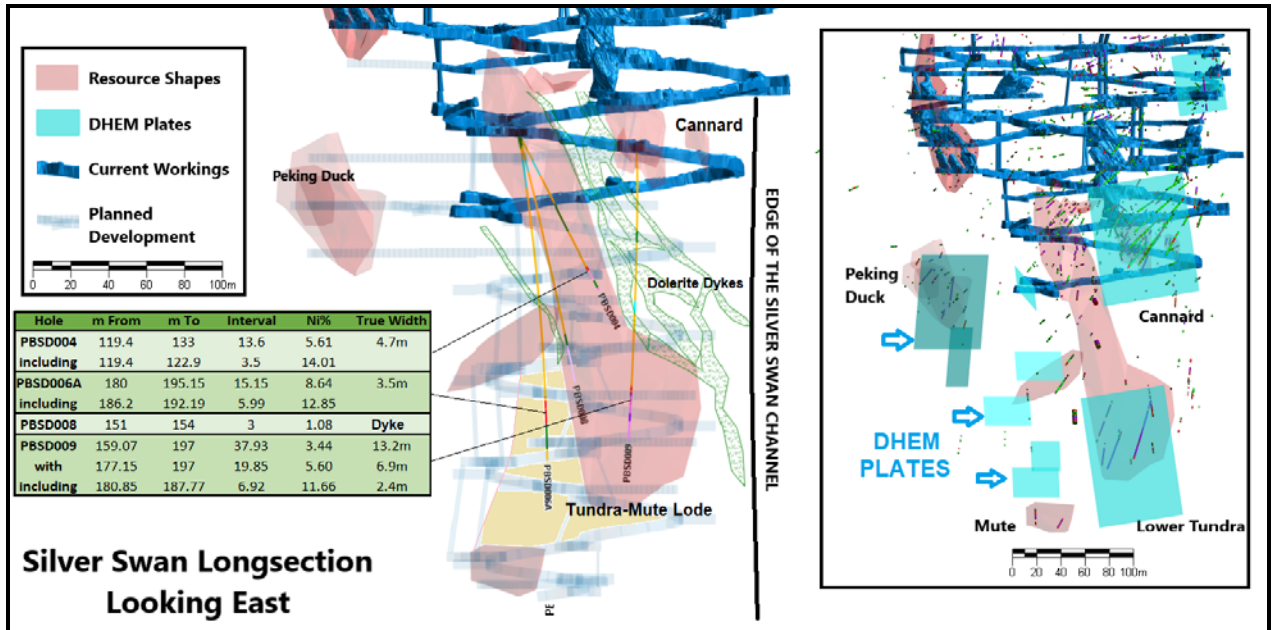 Resource Shapes
DHEM Plates
Current Workings
Planned
Development
0 20 40 60 80 100m
Hole m From m To Interval Ni% True Width
PBSD004 119.4 133 13.6 5.61 4.7m
including 119.4 122.9 3.5 14.01
PBSD006A 180 195.15 15.15 8.64 3.5m
including 186.2 192.19 5.99 12.85
PBSD008 151 154 3 1.08 Dyke
PBSD009 159.07 197 37.93 3.44 13.2m
with 177.15 197 19.85 5.60 6.9m
including 180.85 187.77 6.92 11.66 2.4m
Silver Swan Longsection
Looking East
Peking Duck
Cannard
Dolerite Dykes
PBSD004
PBSD008
PBSD009
PBSD006A
Tundra-Mute Lode
PE
EDGE OF THE SILVER SWAN CHANNEL
Peking
Duck
Cannard
DHEM
PLATES
Mute
Lower Tundra
0 20 40 60 80 100m